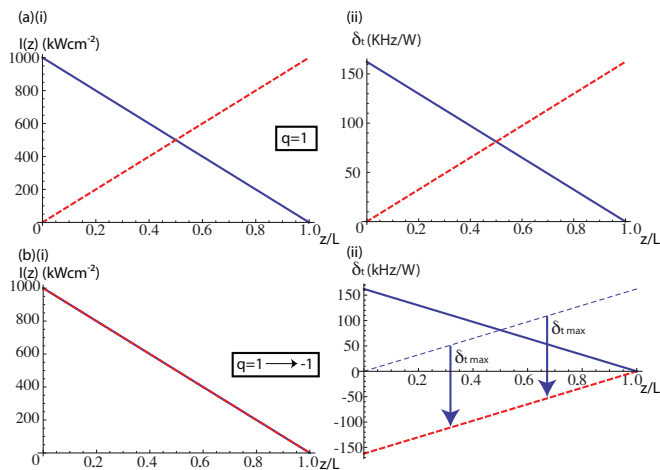 (a)(i)
I(z) (kWcm⁻²)
1000
800
600
400
200
0
0.2
0.4
0.6
0.8
1.0
z/L
q=1
(ii)
δt (KHz/W)
150
100
50
0
0.2
0.4
0.6
0.8
1.0
z/L
(b)(i)
I(z) (kWcm⁻²)
1000
800
600
400
200
0
0.2
0.4
0.6
0.8
1.0
z/L
q=1 ⟶ -1
(ii)
δt (kHz/W)
150
100
50
0
-50
-100
-150
0.2
0.4
0.6
0.8
1.0
z/L
δt max
δt max